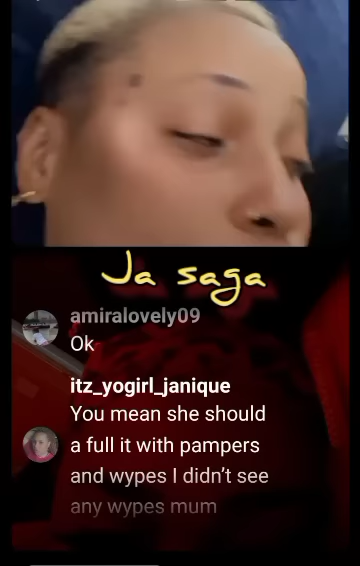 Ja saga
amiralovely09
Ok
itz_yogirl_janique
You mean she should
a full it with pampers
and wypes I didn't see
any wypes mum